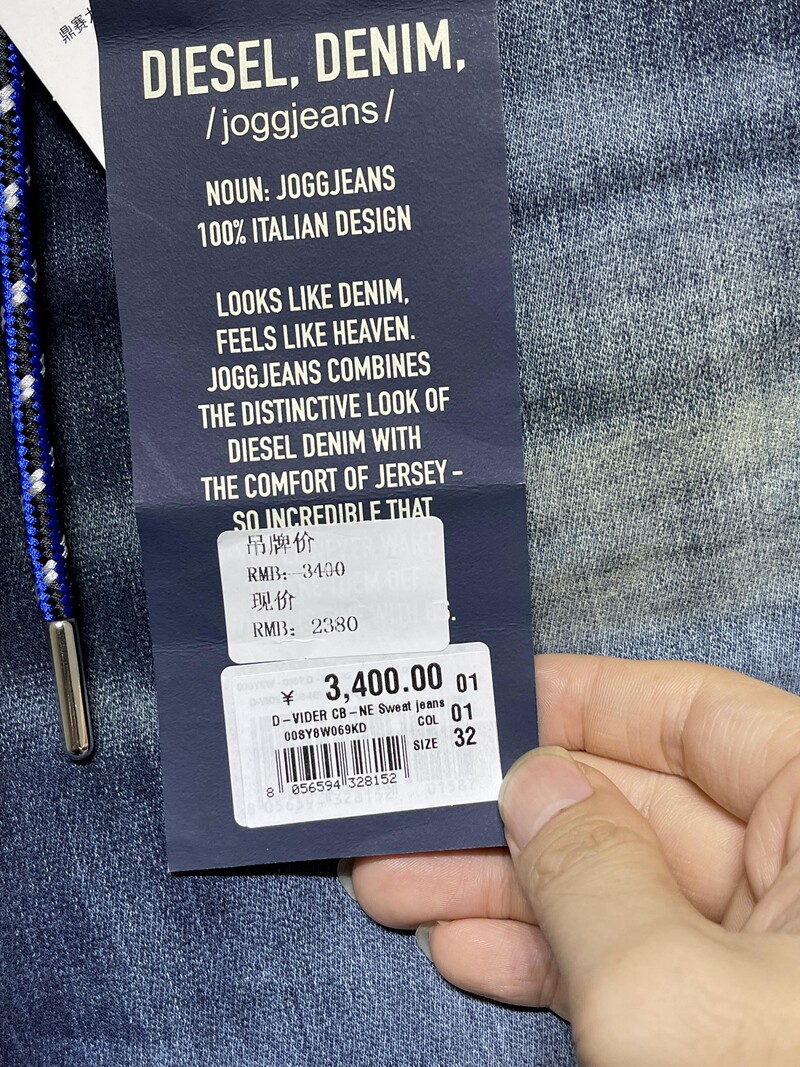 鼎赛
DIESEL, DENIM,
/joggjeans/
NOUN: JOGGJEANS
100% ITALIAN DESIGN
LOOKS LIKE DENIM,
FEELS LIKE HEAVEN.
JOGGJEANS COMBINES
THE DISTINCTIVE LOOK OF
DIESEL DENIM WITH
THE COMFORT OF JERSEY -
SO INCREDIBLE THAT
吊牌价
RMB: 3400
现价
RMB: 2380
¥ 3,400.00 01
D-VIDER CB-NE Sweat jeans
00SY8W069KD COL 01
SIZE 32
8 056594 328152